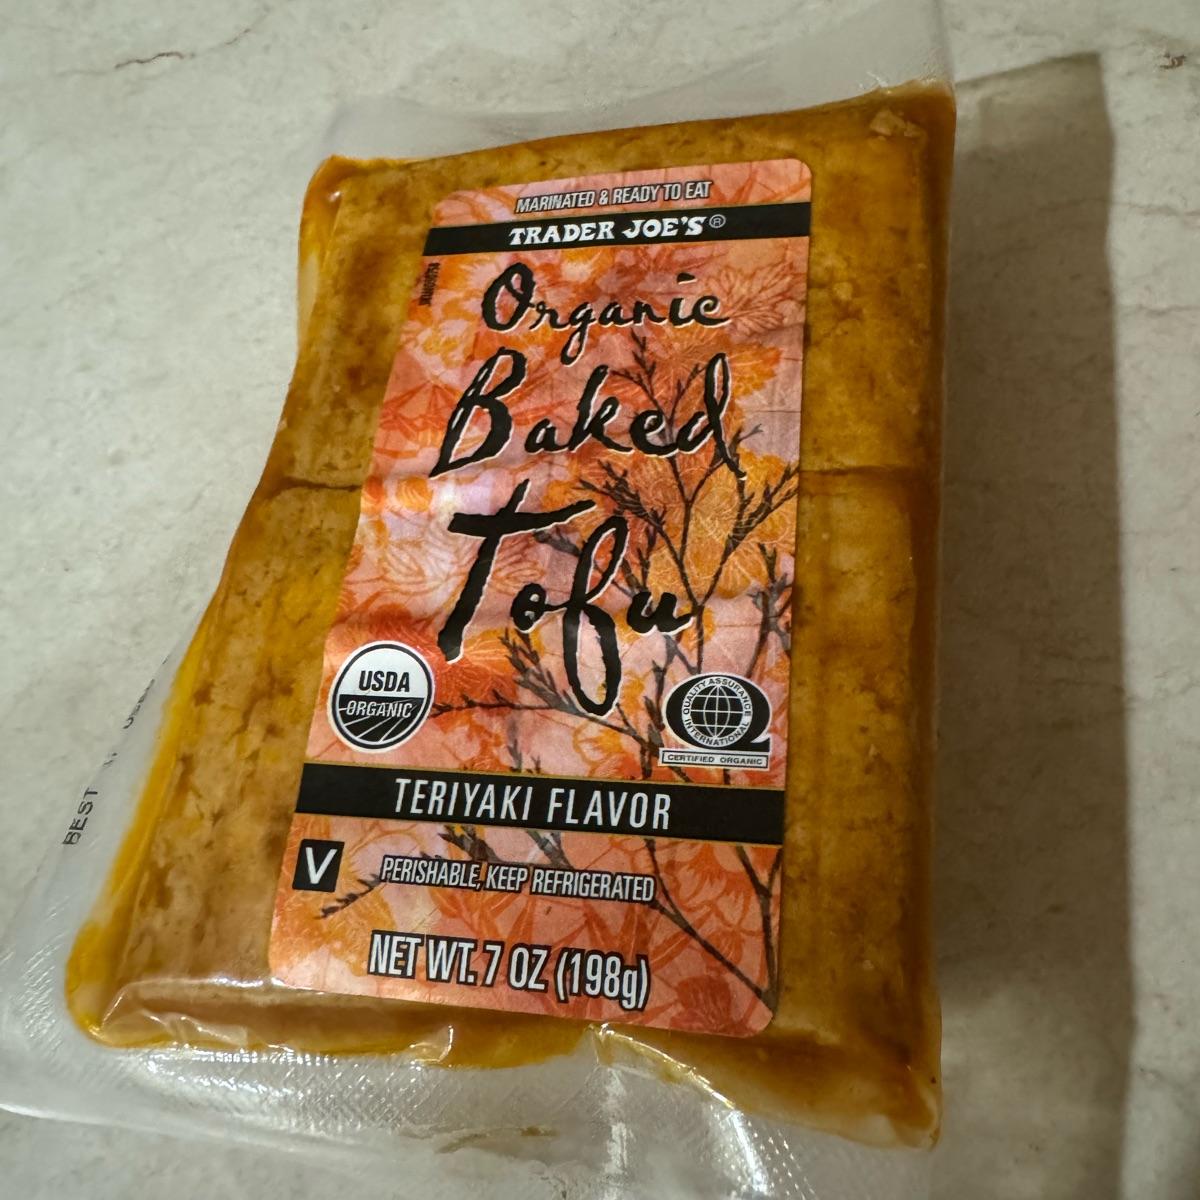 MARINATED & READY TO EAT
TRADER JOE'S®
Organic
Baked
Tofu
USDA
ORGANIC
QUALITY ASSURANCE
INTERNATIONAL
CERTIFIED ORGANIC
TERIYAKI FLAVOR
V
PERISHABLE, KEEP REFRIGERATED
NET WT. 7 OZ (198g)
BEST